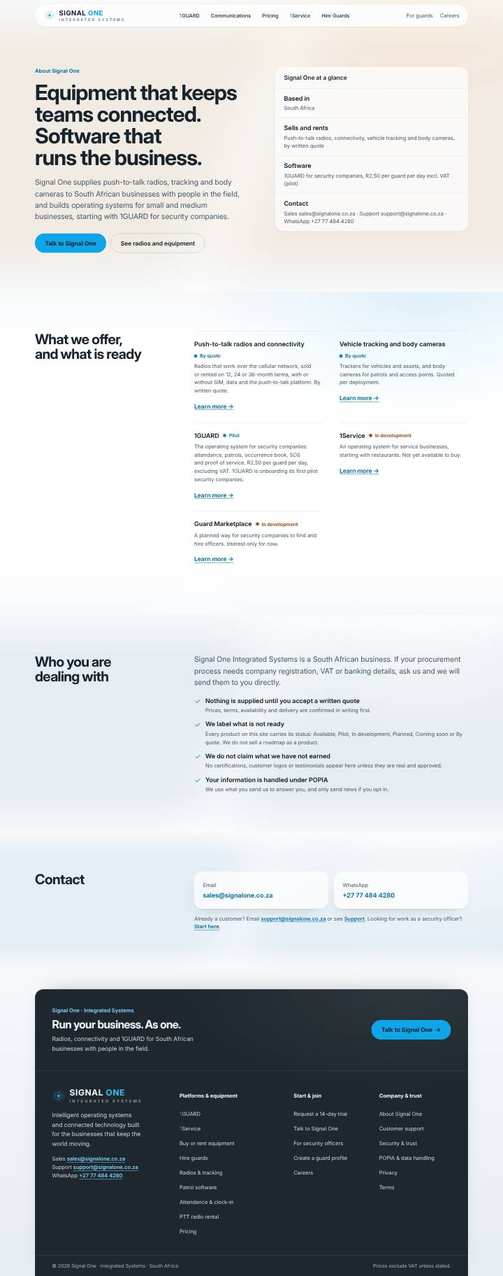 SIGNAL ONE
INTEGRATED SYSTEMS
1GUARD Communications Pricing 1Service Hire Guards For guards Careers
About Signal One
Equipment that keeps
teams connected.
Software that
runs the business.
Signal One supplies push-to-talk radios, tracking and body
cameras to South African businesses with people in the field,
and builds operating systems for small and medium
businesses, starting with 1GUARD for security companies.
Talk to Signal One
See radios and equipment
Signal One at a glance
Based in
South Africa
Sells and rents
Push-to-talk radios, connectivity, vehicle tracking and body cameras,
by written quote
Software
1GUARD for security companies, R2,50 per guard per day excl. VAT
(pilot)
Contact
Sales sales@signalone.co.za · Support support@signalone.co.za ·
WhatsApp +27 77 484 4280
What we offer,
and what is ready
Push-to-talk radios and connectivity
By quote
Radios that work over the cellular network, sold
or rented on 12, 24 or 36-month terms, with or
without SIM, data and the push-to-talk platform. By
written quote.
Learn more →
Vehicle tracking and body cameras
By quote
Trackers for vehicles and assets, and body
cameras for patrols and access points. Quoted
per deployment.
Learn more →
1GUARD Pilot
The operating system for security companies:
attendance, patrols, occurrence book, SOS
and proof of service. R2,50 per guard per day,
excluding VAT. 1GUARD is onboarding its first pilot
security companies.
Learn more →
1Service In development
An operating system for service businesses,
starting with restaurants. Not yet available to buy.
Learn more →
Guard Marketplace In development
A planned way for security companies to find and
hire officers. Interest only for now.
Learn more →
Who you are
dealing with
Signal One Integrated Systems is a South African business. If your procurement
process needs company registration, VAT or banking details, ask us and we will
send them to you directly.
Nothing is supplied until you accept a written quote
Prices, terms, availability and delivery are confirmed in writing first.
We label what is not ready
Every product on this site carries its status: Available, Pilot, In development, Planned, Coming soon or By
quote. We do not sell a roadmap as a product.
We do not claim what we have not earned
No certifications, customer logos or testimonials appear here unless they are real and approved.
Your information is handled under POPIA
We use what you send us to answer you, and only send news if you opt in.
Contact
Email
sales@signalone.co.za
WhatsApp
+27 77 484 4280
Already a customer? Email support@signalone.co.za or see Support. Looking for work as a security officer?
Start here.
Signal One · Integrated Systems
Run your business. As one.
Radios, connectivity and 1GUARD for South African
businesses with people in the field.
Talk to Signal One →
SIGNAL ONE
INTEGRATED SYSTEMS
Intelligent operating systems
and connected technology built
for the businesses that keep the
world moving.
Sales sales@signalone.co.za
Support support@signalone.co.za
WhatsApp +27 77 484 4280
Platforms & equipment
1GUARD
1Service
Buy or rent equipment
Hire guards
Radios & tracking
Patrol software
Attendance & clock-in
PTT radio rental
Pricing
Start & join
Request a 14-day trial
Talk to Signal One
For security officers
Create a guard profile
Careers
Company & trust
About Signal One
Customer support
Security & trust
POPIA & data handling
Privacy
Terms
© 2026 Signal One · Integrated Systems · South Africa
Prices exclude VAT unless stated.